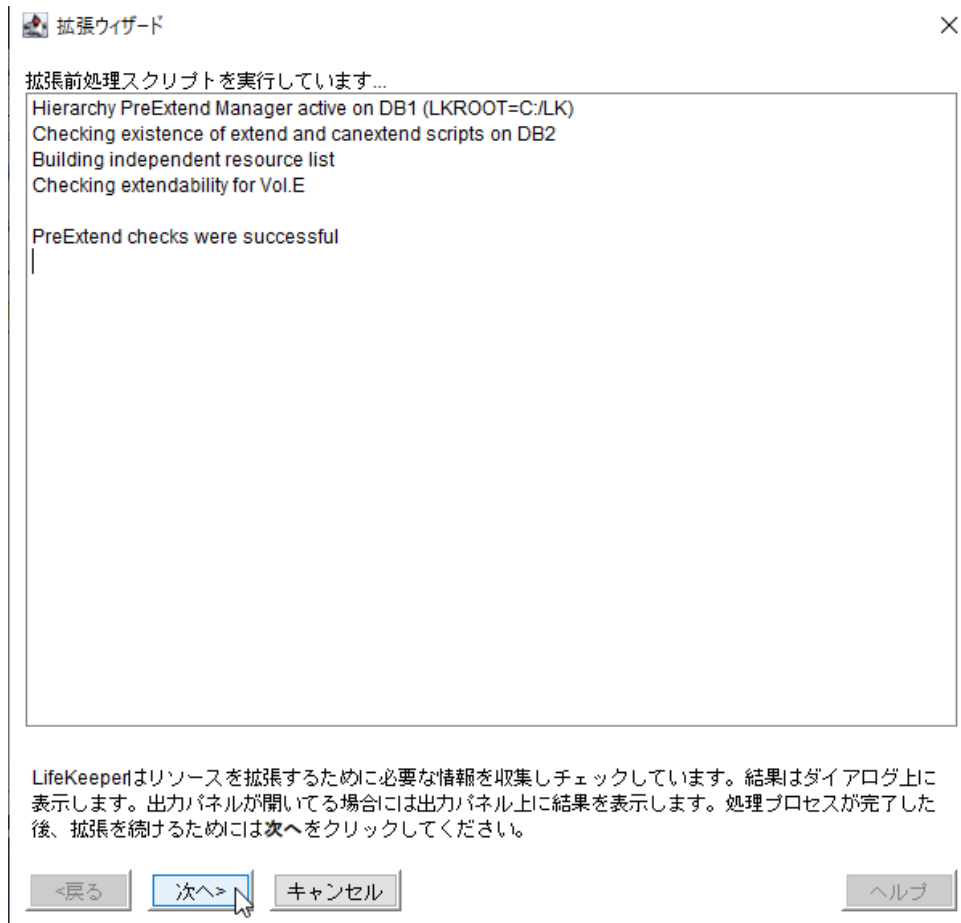 拡張ウィザード
拡張前処理スクリプトを実行しています...
Hierarchy PreExtend Manager active on DB1 (LKROOT=C:/LK)
Checking existence of extend and canextend scripts on DB2
Building independent resource list
Checking extendability for Vol.E
PreExtend checks were successful
LifeKeeperはリソースを拡張するために必要な情報を収集しチェックしています。結果はダイアログ上に
表示します。出力パネルが開いてる場合には出力パネル上に結果を表示します。処理プロセスが完了した
後、拡張を続けるためには次へをクリックしてください。
<戻る 次へ> キャンセル ヘルプ